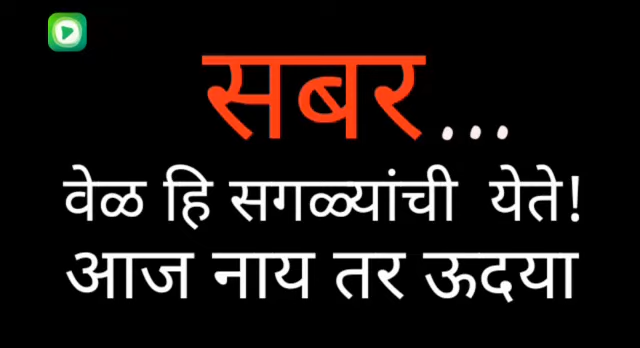 सबर...
वेळ हि सगळ्यांची येते!
आज नाय तर ऊदया